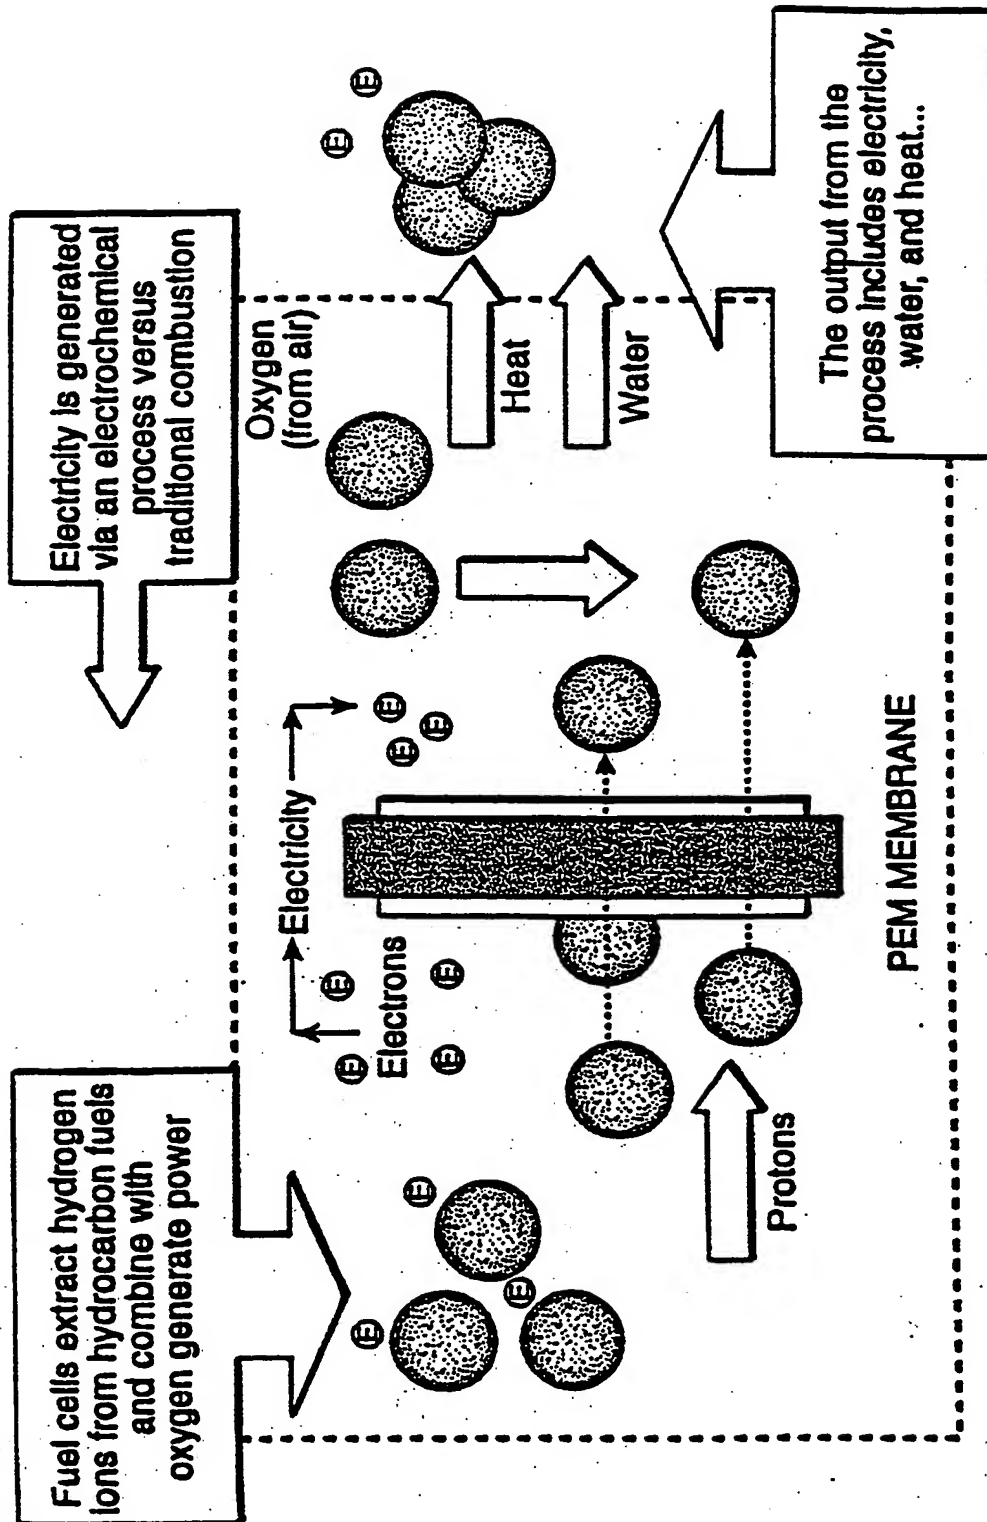 Fuel cells extract hydrogen
ions from hydrocarbon fuels
and combine with
oxygen generate power
Electricity is generated
via an electrochemical
process versus
traditional combustion
E
E
E
E
E
E
E
Electrons
Electricity
E
E
E
Oxygen
(from air)
E
E
Heat
Water
Protons
PEM MEMBRANE
The output from the
process includes electricity,
water, and heat...